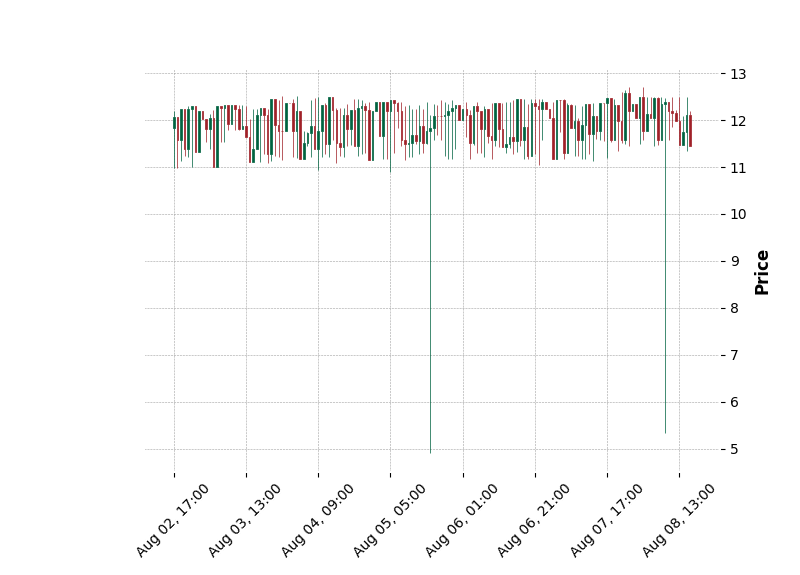 13
12
11
10
9
8
7
6
5
Price
Aug 02, 17:00
Aug 03, 13:00
Aug 04, 09:00
Aug 05, 05:00
Aug 06, 01:00
Aug 06, 21:00
Aug 07, 17:00
Aug 08, 13:00